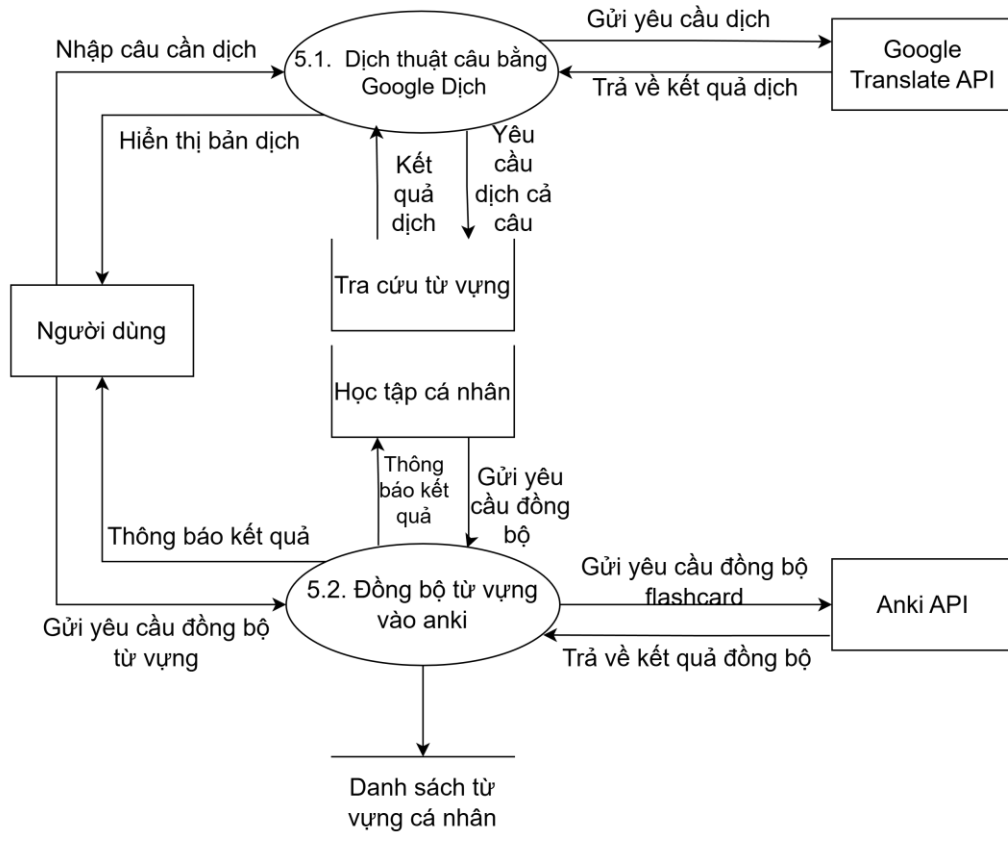 Gửi yêu cầu dịch
Nhập câu cần dịch
5.1. Dịch thuật câu bằng
Google Dịch
Google
Translate API
Trả về kết quả dịch
Hiển thị bản dịch
Kết
quả
dịch
Yêu
cầu
dịch cả
câu
Tra cứu từ vựng
Người dùng
Học tập cá nhân
Thông
báo kết
quả
Gửi yêu
cầu đồng
bộ
Thông báo kết quả
5.2. Đồng bộ từ vựng
vào anki
Gửi yêu cầu đồng bộ
flashcard
Anki API
Gửi yêu cầu đồng bộ
từ vựng
Trả về kết quả đồng bộ
Danh sách từ
vựng cá nhân